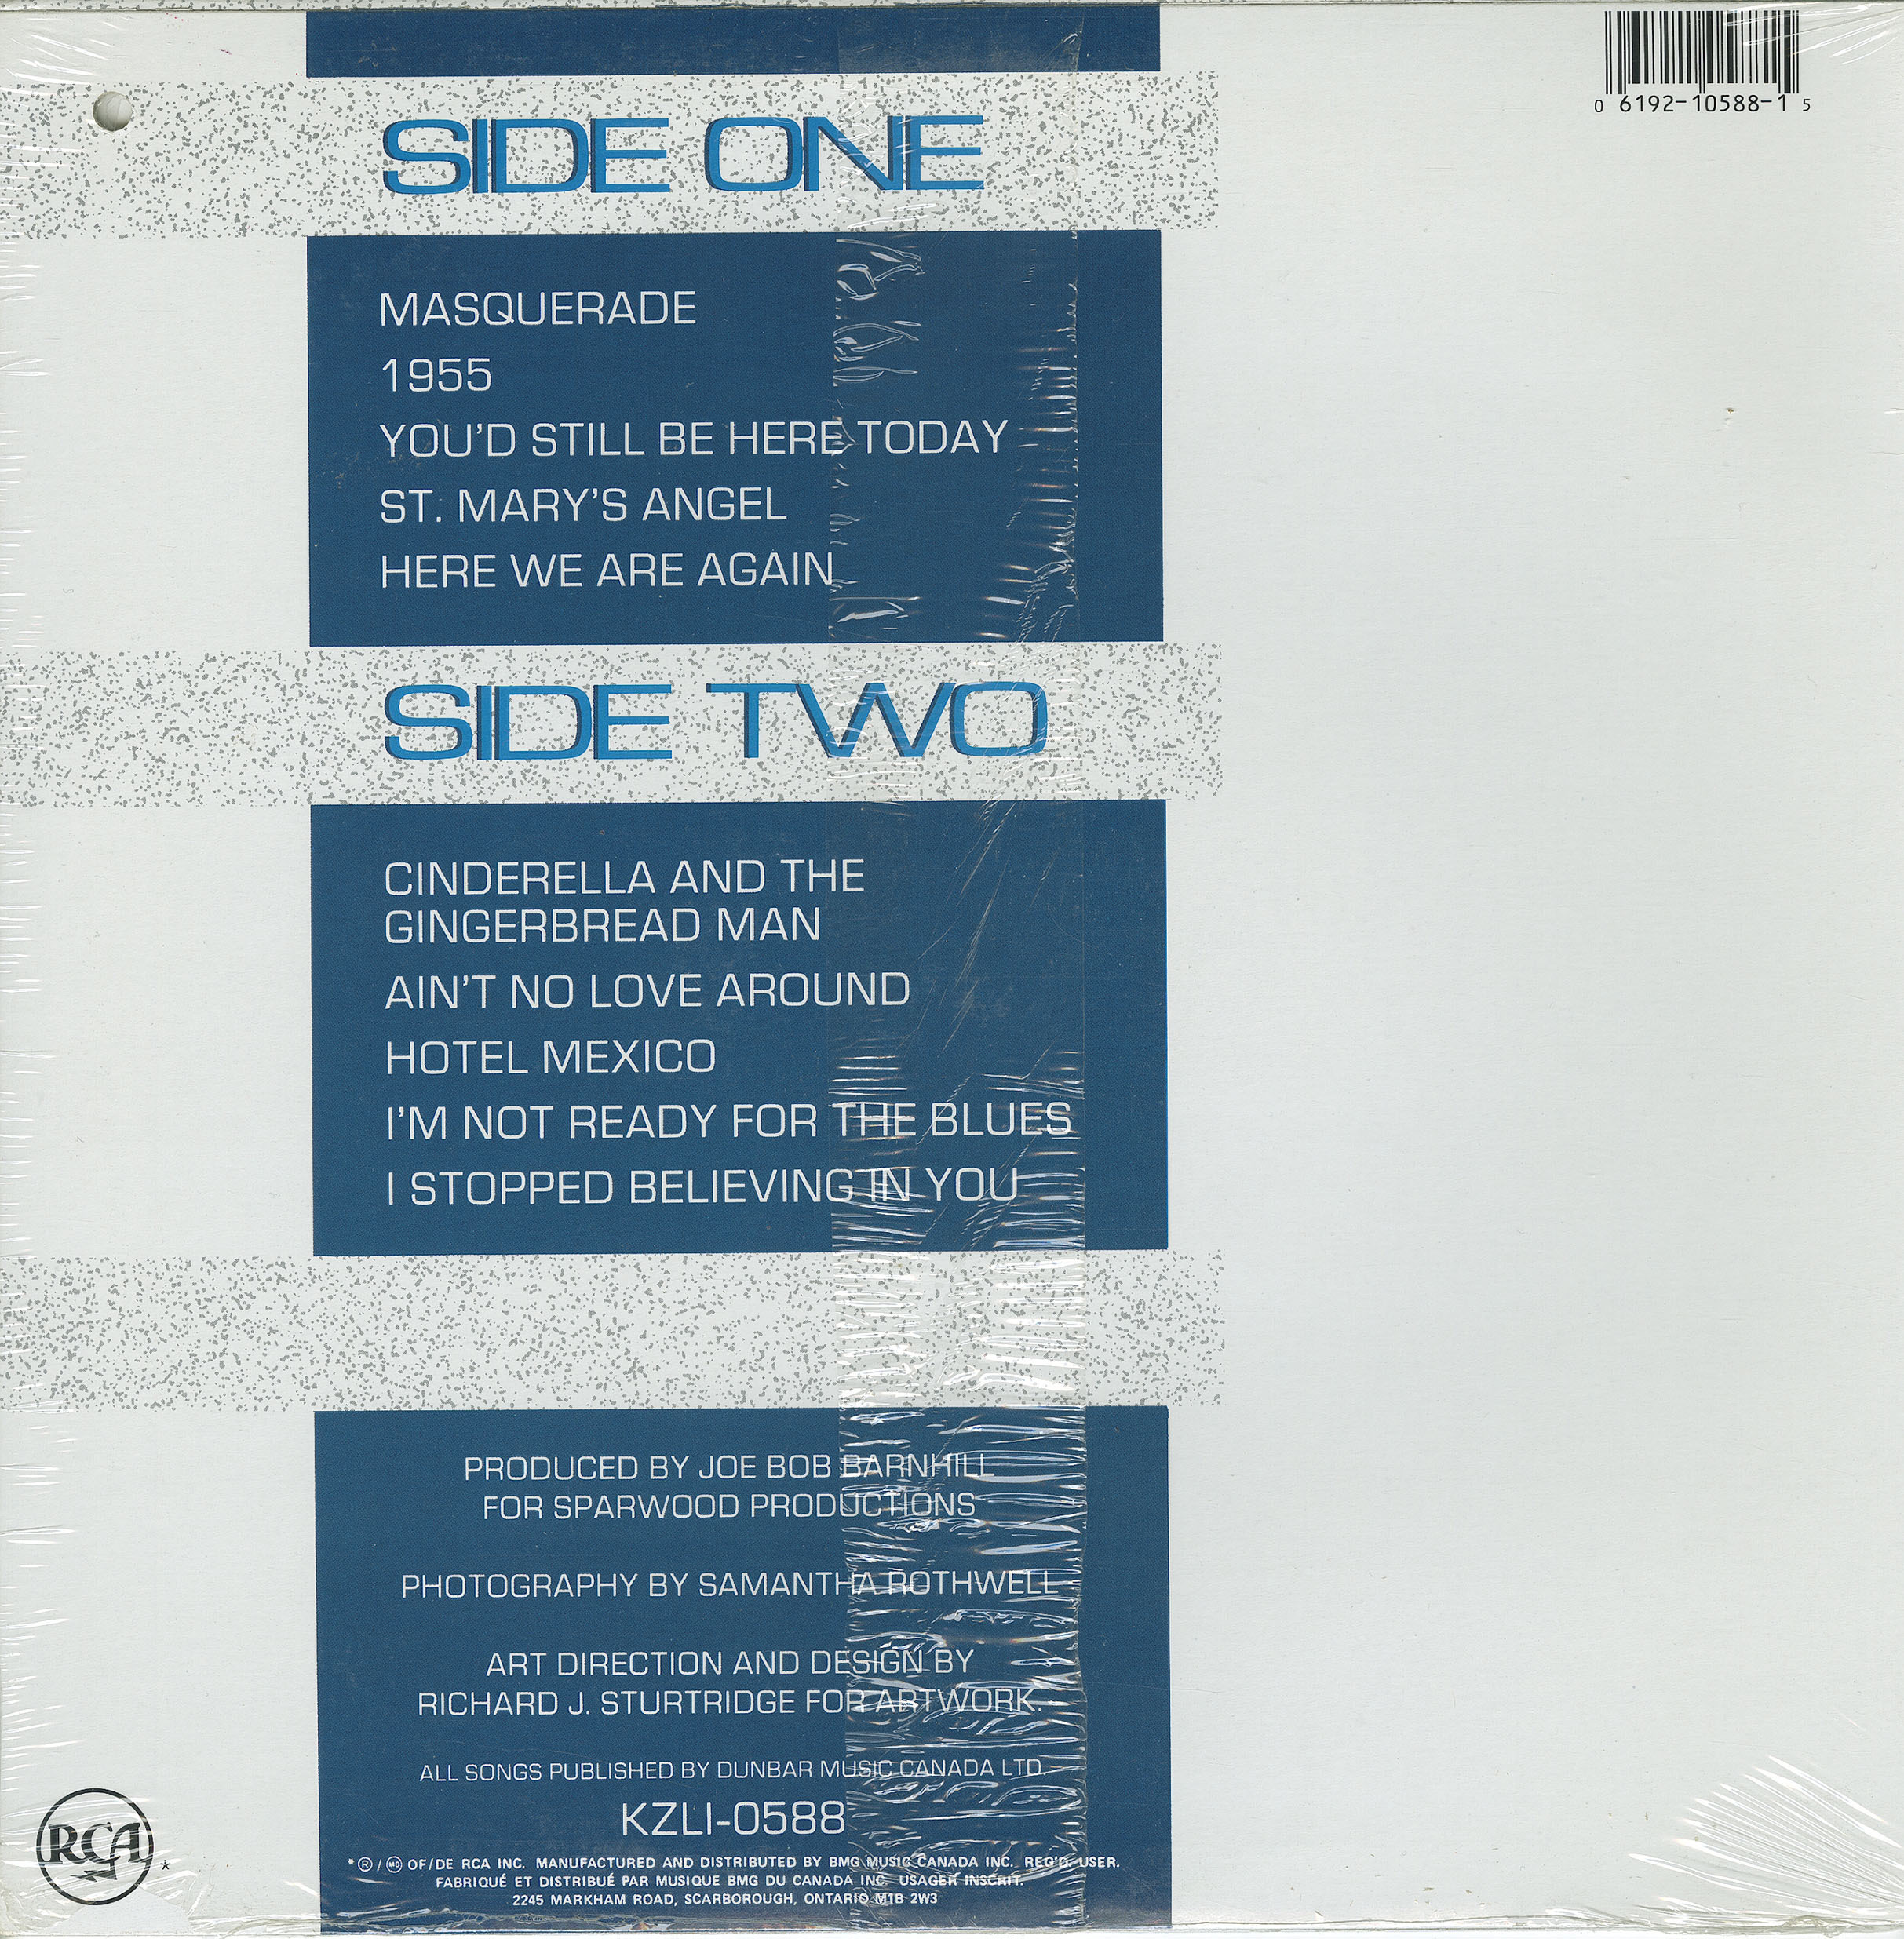 0 6192-10588-1 5
SIDE ONE
MASQUERADE
1955
YOU'D STILL BE HERE TODAY
ST. MARY'S ANGEL
HERE WE ARE AGAIN
SIDE TWO
CINDERELLA AND THE
GINGERBREAD MAN
AIN'T NO LOVE AROUND
HOTEL MEXICO
I'M NOT READY FOR THE BLUES
I STOPPED BELIEVING IN YOU
PRODUCED BY JOE BOB BARNHILL
FOR SPARWOOD PRODUCTIONS
PHOTOGRAPHY BY SAMANTHA ROTHWELL
ART DIRECTION AND DESIGN BY
RICHARD J. STURTRIDGE FOR ARTWORK.
ALL SONGS PUBLISHED BY DUNBAR MUSIC CANADA LTD.
KZLI-0588
RCA *
* ® / MD OF/DE RCA INC. MANUFACTURED AND DISTRIBUTED BY BMG MUSIC CANADA INC. REG'D. USER.
FABRIQUÉ ET DISTRIBUÉ PAR MUSIQUE BMG DU CANADA INC. USAGER INSCRIT.
2245 MARKHAM ROAD, SCARBOROUGH, ONTARIO M1B 2W3